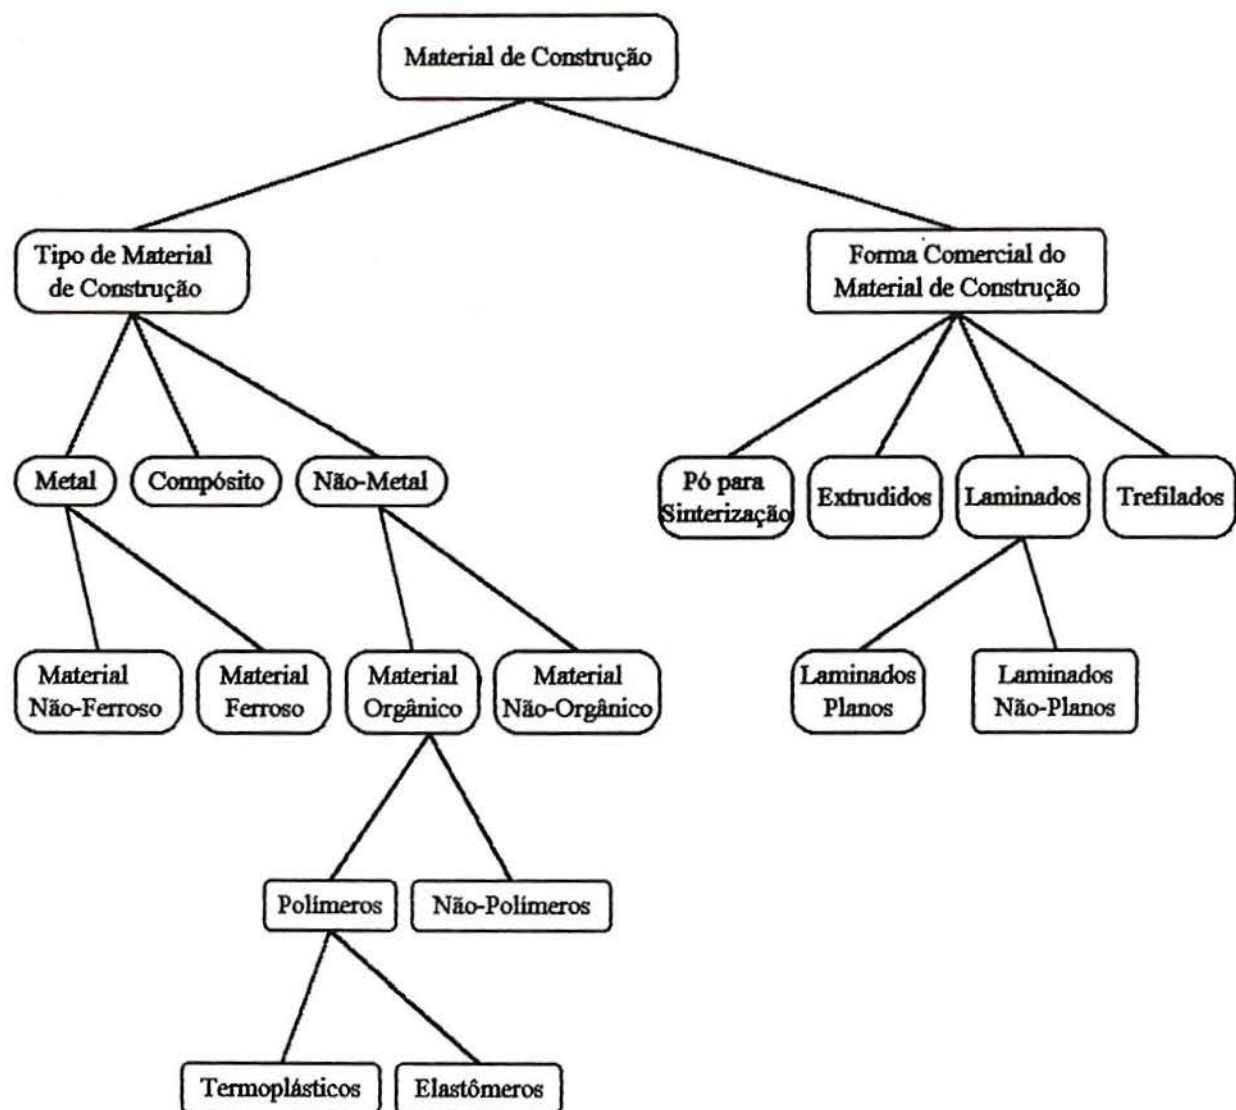 Material de Construção
Tipo de Material
de Construção
Forma Comercial do
Material de Construção
Metal
Compósito
Não-Metal
Pó para
Sinterização
Extrudidos
Laminados
Trefilados
Material
Não-Ferroso
Material
Ferroso
Material
Orgânico
Material
Não-Orgânico
Laminados
Planos
Laminados
Não-Planos
Polímeros
Não-Polímeros
Termoplásticos
Elastômeros